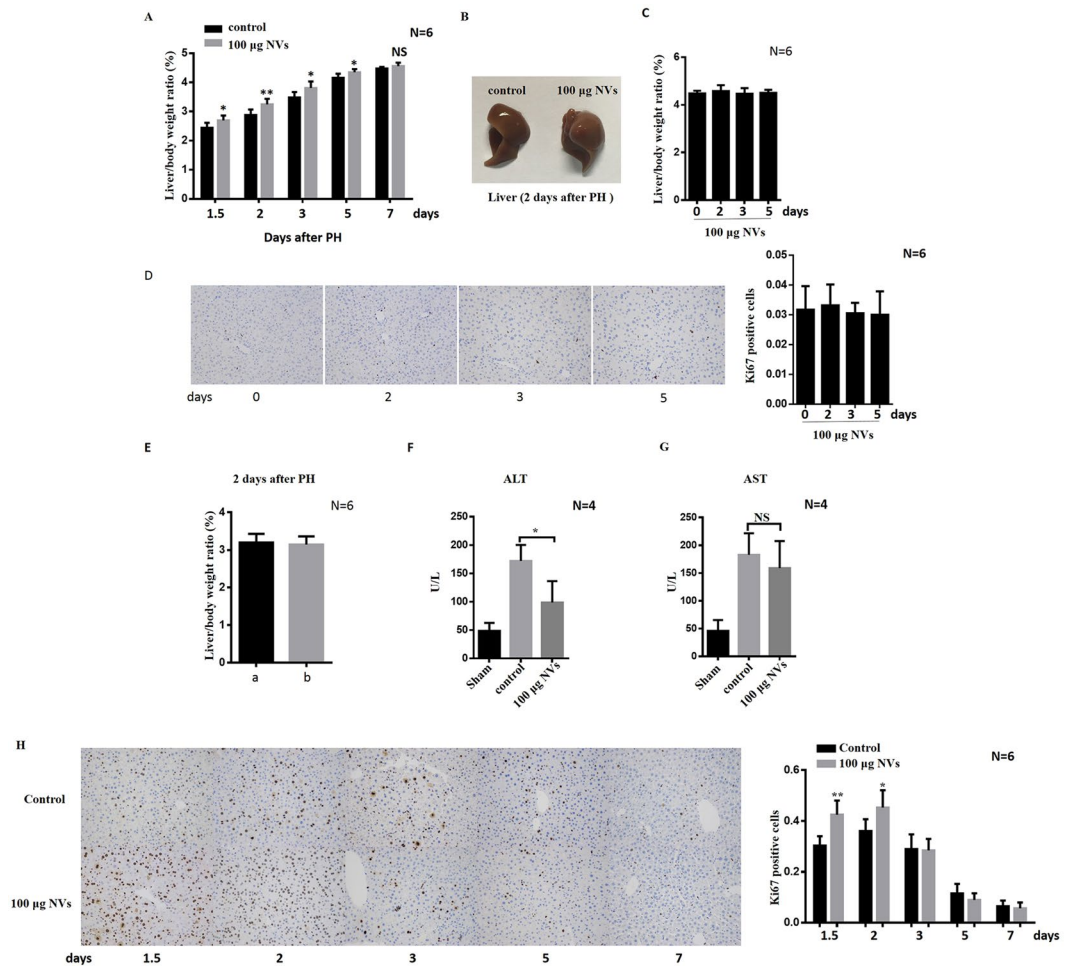 A
control
100 μg NVs
N=6
Liver/body weight ratio (%)
5
4
3
2
1
0
* ** * * NS
1.5 2 3 5 7 days
Days after PH
B
control 100 μg NVs
Liver (2 days after PH )
C
N=6
Liver/body weight ratio (%)
6
4
2
0
0 2 3 5 days
100 μg NVs
D
days 0 2 3 5
N=6
Ki67 positive cells
0.05
0.04
0.03
0.02
0.01
0.00
0 2 3 5 days
100 μg NVs
E
2 days after PH
N=6
Liver/body weight ratio (%)
4
3
2
1
0
a b
F
ALT
N=4
U/L
250
200
150
100
50
0
*
Sham control 100 μg NVs
G
AST
N=4
U/L
250
200
150
100
50
0
NS
Sham control 100 μg NVs
H
Control
100 μg NVs
days 1.5 2 3 5 7
Control
100 μg NVs
N=6
Ki67 positive cells
0.6
0.4
0.2
0.0
** *
1.5 2 3 5 7 days